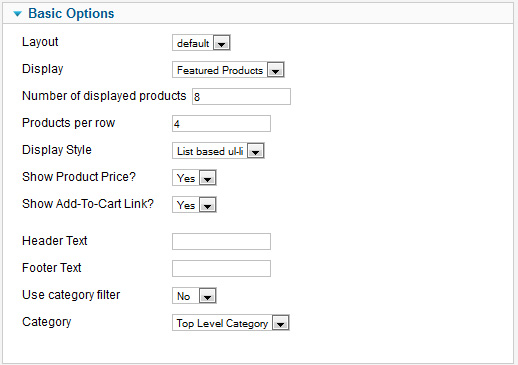 Basic Options
Layout default
Display Featured Products
Number of displayed products 8
Products per row 4
Display Style List based ul-li
Show Product Price? Yes
Show Add-To-Cart Link? Yes
Header Text
Footer Text
Use category filter No
Category Top Level Category